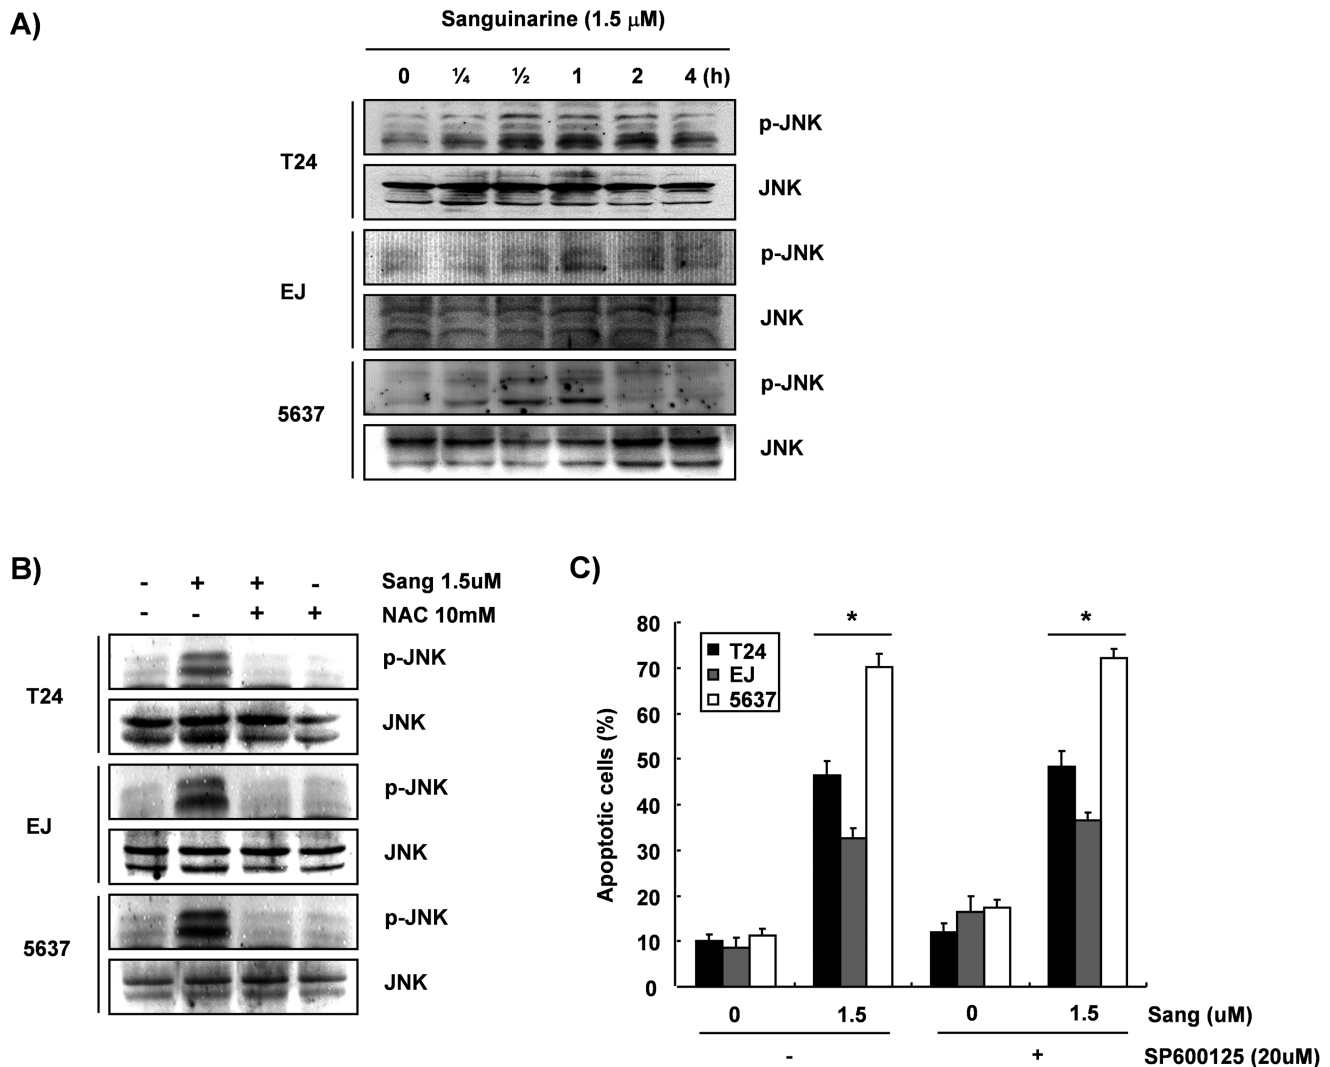 A)
Sanguinarine (1.5 μM)
0 ¼ ½ 1 2 4 (h)
T24
p-JNK
JNK
EJ
p-JNK
JNK
5637
p-JNK
JNK
B)
- + + - Sang 1.5uM
- - + + NAC 10mM
T24
p-JNK
JNK
EJ
p-JNK
JNK
5637
p-JNK
JNK
C)
Apoptotic cells (%)
80
70
60
50
40
30
20
10
0
T24
EJ
5637
* *
0 1.5 0 1.5 Sang (uM)
- + SP600125 (20uM)